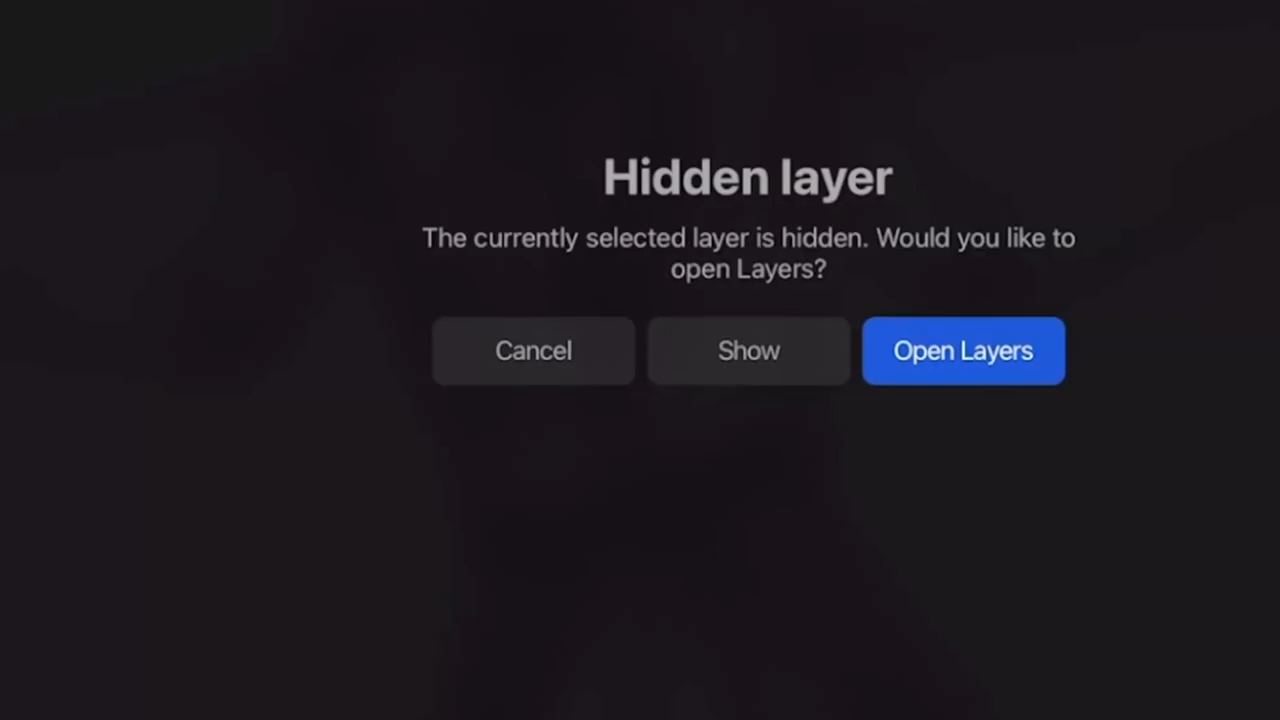 Hidden layer
The currently selected layer is hidden. Would you like to
open Layers?
Cancel
Show
Open Layers